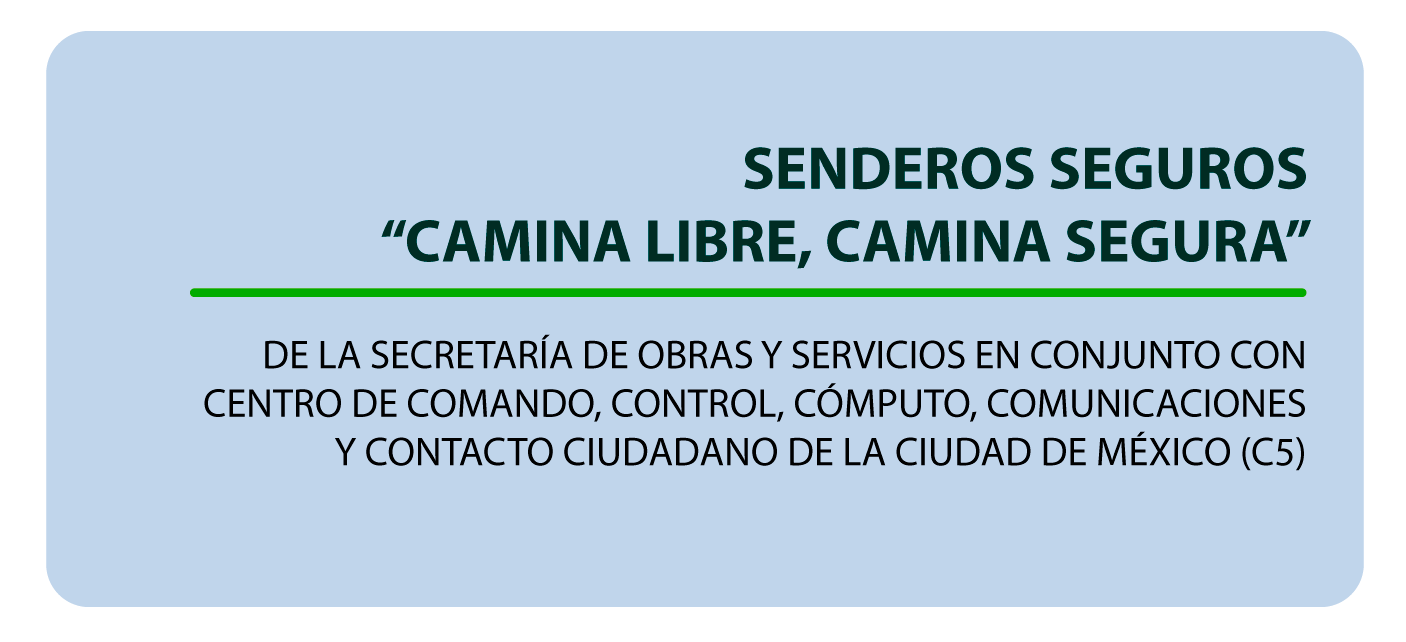 SENDEROS SEGUROS
“CAMINA LIBRE, CAMINA SEGURA”
DE LA SECRETARÍA DE OBRAS Y SERVICIOS EN CONJUNTO CON
CENTRO DE COMANDO, CONTROL, CÓMPUTO, COMUNICACIONES
Y CONTACTO CIUDADANO DE LA CIUDAD DE MÉXICO (C5)